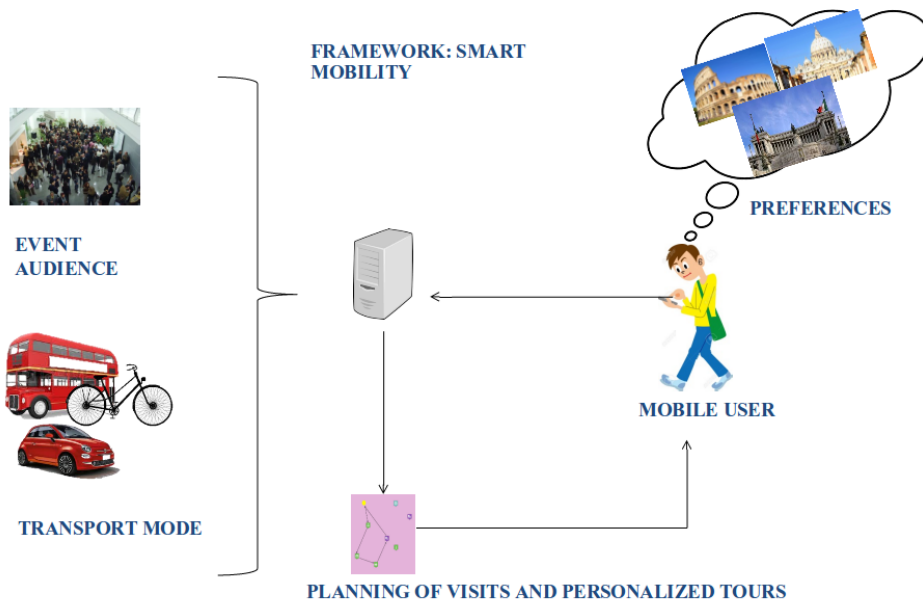 FRAMEWORK: SMART
MOBILITY
PREFERENCES
EVENT
AUDIENCE
MOBILE USER
TRANSPORT MODE
PLANNING OF VISITS AND PERSONALIZED TOURS